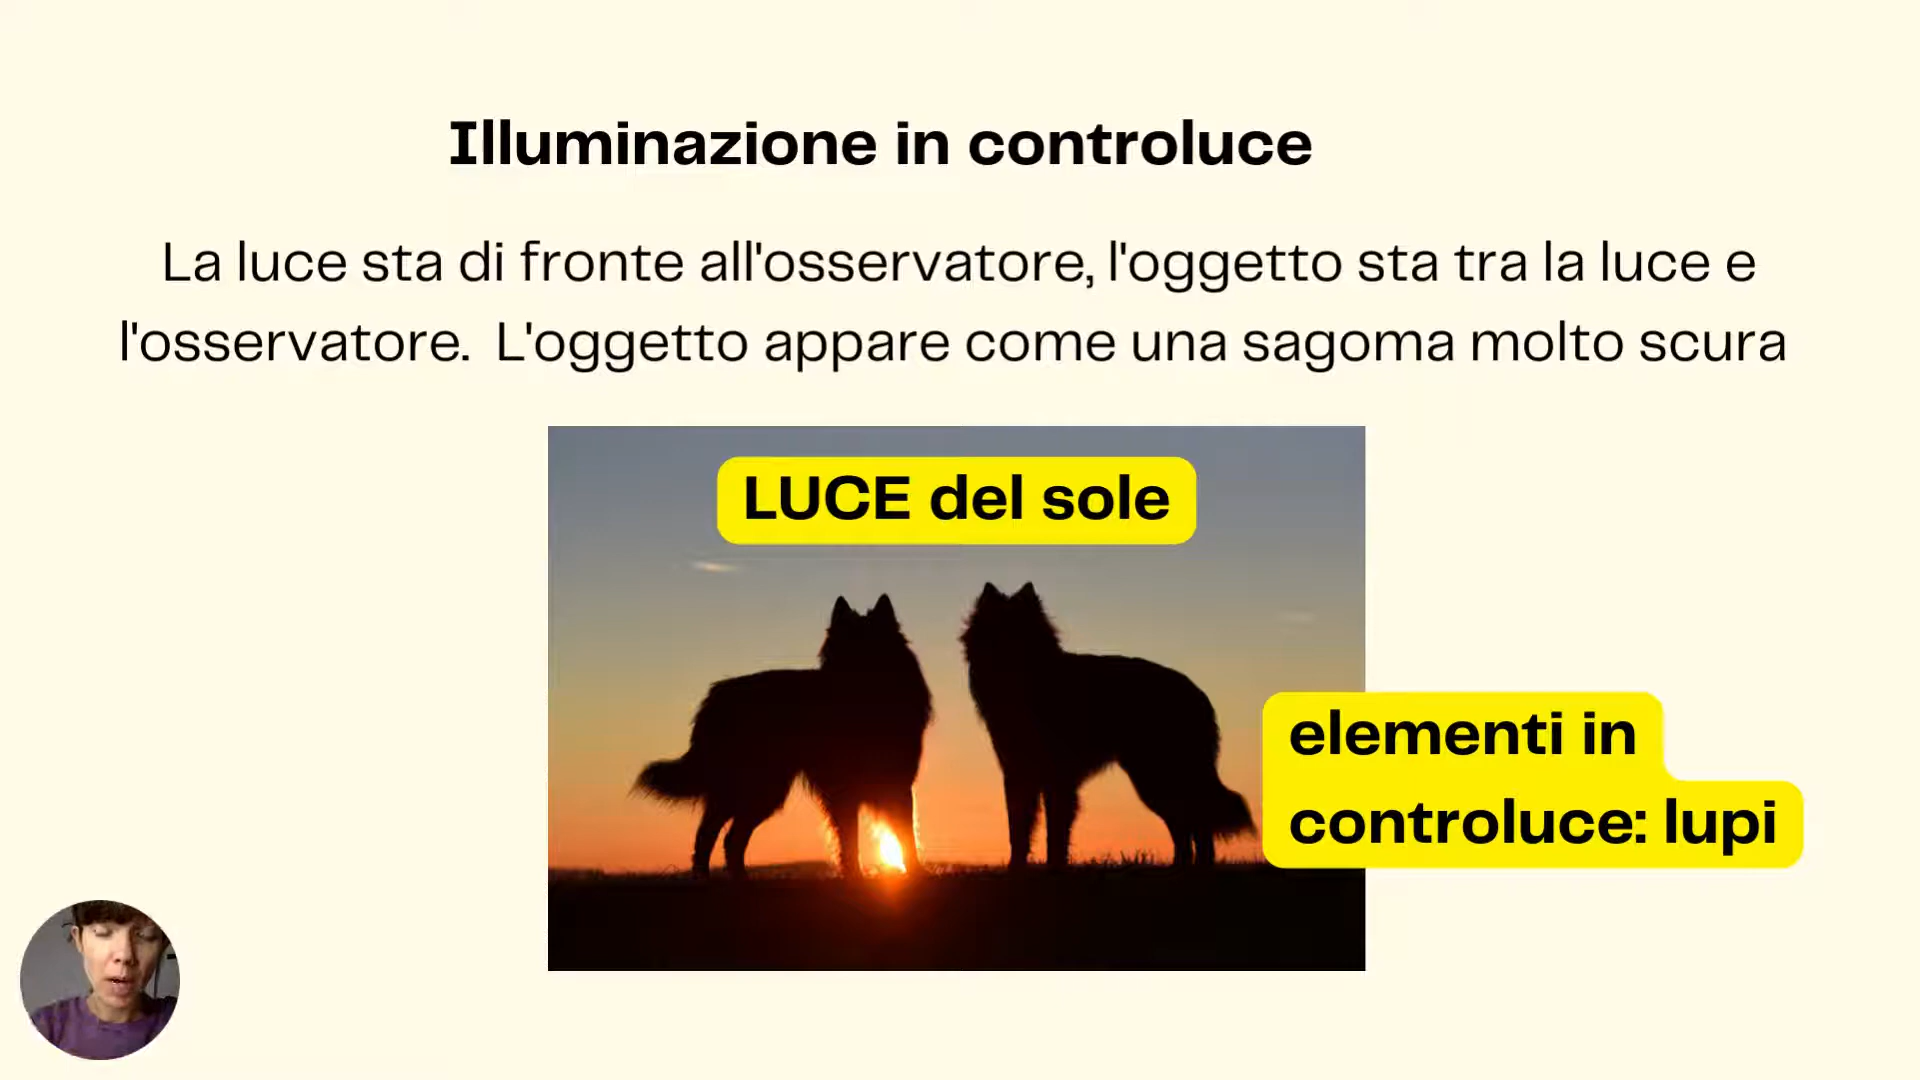 Illuminazione in controluce
La luce sta di fronte all'osservatore, l'oggetto sta tra la luce e
l'osservatore.  L'oggetto appare come una sagoma molto scura
LUCE del sole
elementi in
controluce: lupi